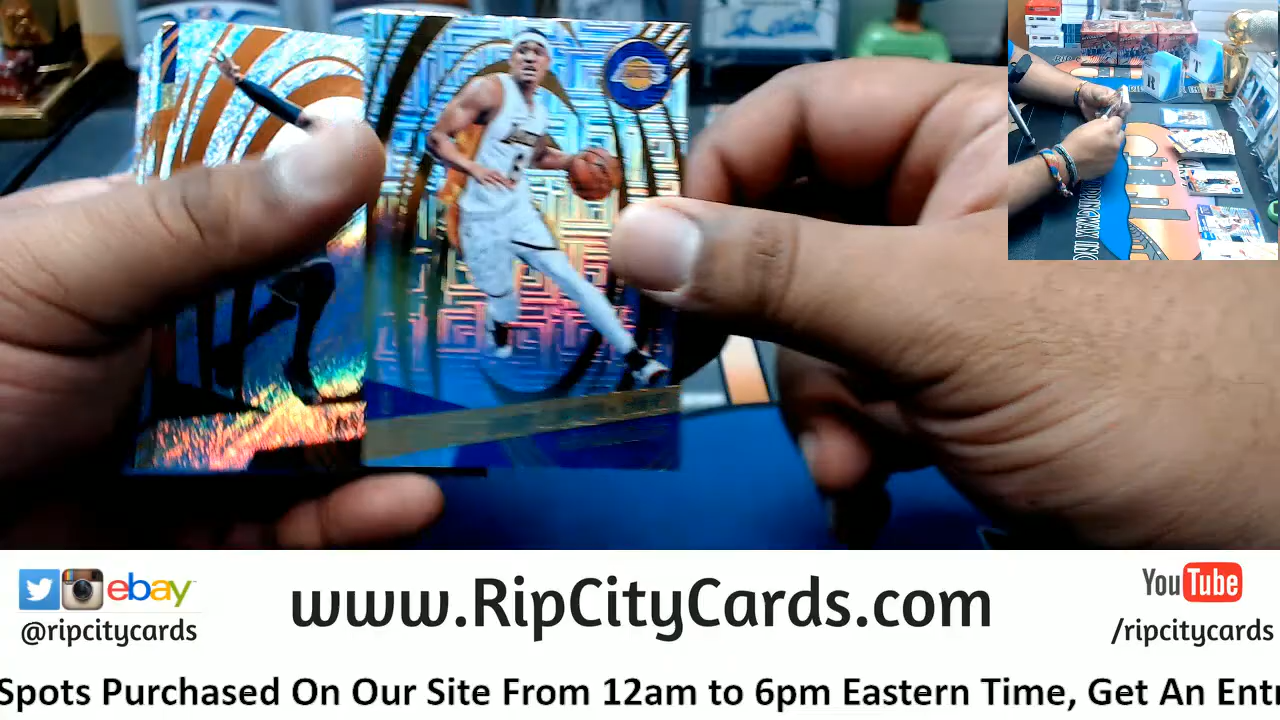 LAKERS
ebay
@ripcitycards
www.RipCityCards.com
You Tube
/ripcitycards
Spots Purchased On Our Site From 12am to 6pm Eastern Time, Get An Entr